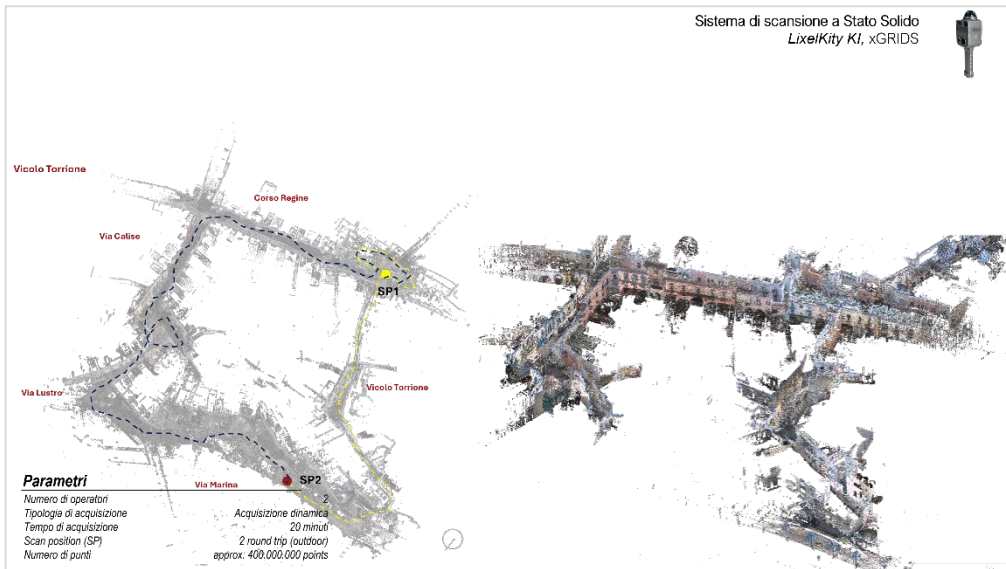 Sistema di scansione a Stato Solido
LixelKity KI, xGRIDS
Vicolo Torrione
Corso Regine
Via Calise
SP1
Vicolo Torrione
Via Lustro
SP2
Via Marina
Parametri
Numero di operatori 2
Tipologia di acquisizione Acquisizione dinamica
Tempo di acquisizione 20 minuti
Scan position (SP) 2 round trip (outdoor)
Numero di punti approx: 400.000.000 points